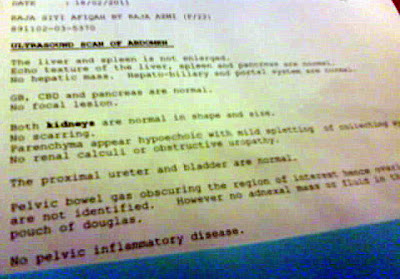 DATE : 18/02/2011
RAJA SITI AFIQAH BT RAJA AZMI (P/22)
891102-03-5370
ULTRASOUND SCAN OF ABDOMEN
The liver and spleen is not enlarged.
Echo texture of the liver, spleen and pancreas are normal.
No hepatic mass. Hepato-biliary and portal system are normal.
GB, CBD and pancreas are normal.
No focal lesion.
Both kidneys are normal in shape and size.
No scarring.
Parenchyma appear hypoechoic with mild spletting of collecting
No renal calculi or obstructive uropathy.
The proximal ureter and bladder are normal.
Pelvic bowel gas obscuring the region of interest hence
are not identified. However no adnexal mass or fluid in
pouch of douglas.
No pelvic inflammatory disease.